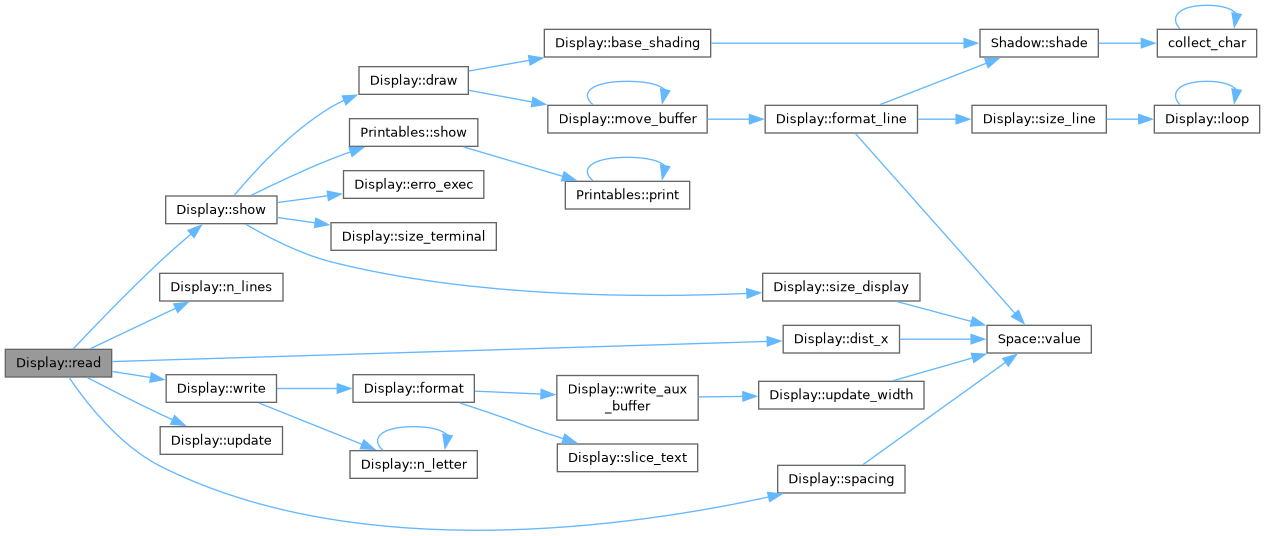 Display::read
Display::show
Display::n_lines
Display::write
Display::update
Display::draw
Printables::show
Display::erro_exec
Display::size_terminal
Display::format
Display::n_letter
Display::base_shading
Display::move_buffer
Printables::print
Display::write_aux
_buffer
Display::slice_text
Display::format_line
Display::size_display
Display::dist_x
Display::update_width
Display::spacing
Shadow::shade
Display::size_line
Space::value
collect_char
Display::loop